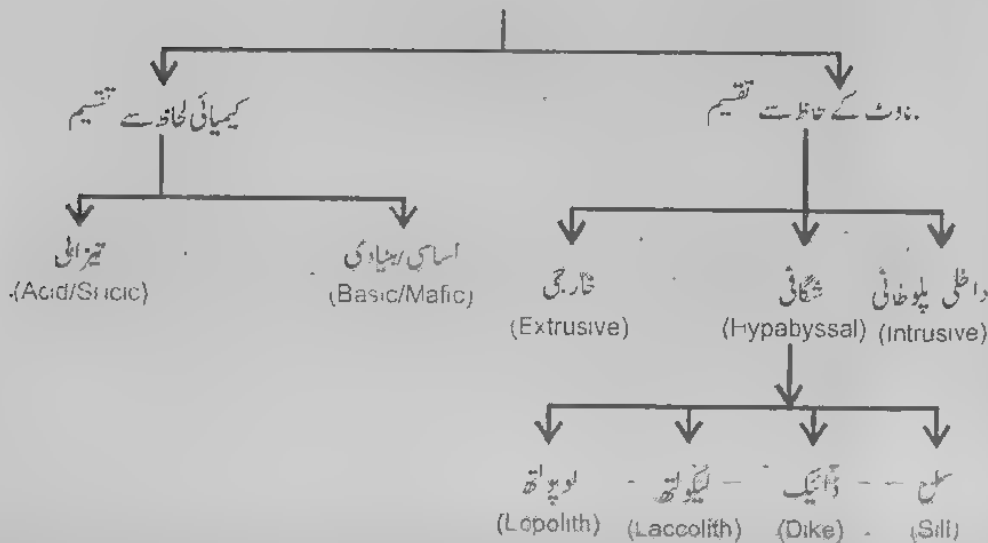 بناوٹ کے لحاظ سے تقسیم
کیمیائی لحاظ سے تقسیم
داخلی پلوطانی
(Intrusive)
شگافی
(Hypabyssal)
خارجی
(Extrusive)
اساسی/بنیادی
(Basic/Mafic)
تیزابی
(Acid/Silicic)
سل
(Sill)
ڈائیک
(Dike)
لیکولتھ
(Laccolith)
لوپولتھ
(Lopolith)